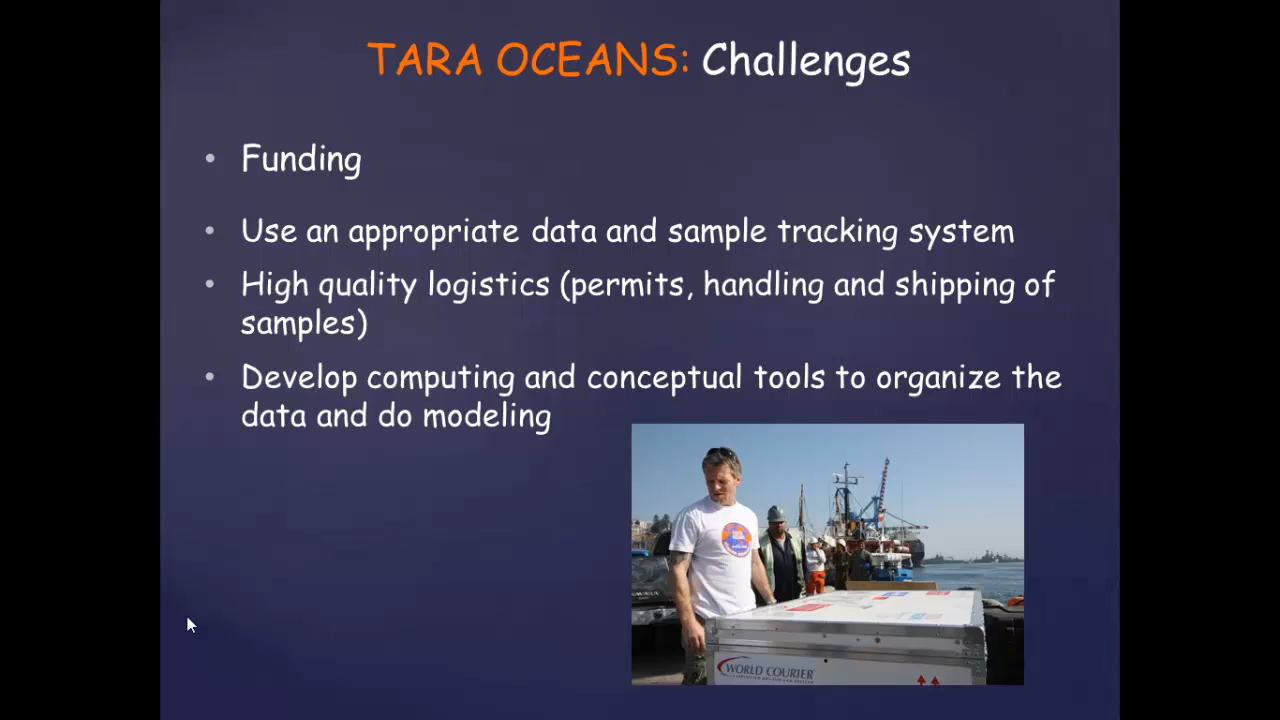 TARA OCEANS: Challenges
• Funding
• Use an appropriate data and sample tracking system
• High quality logistics (permits, handling and shipping of
samples)
• Develop computing and conceptual tools to organize the
data and do modeling
WORLD COURIER